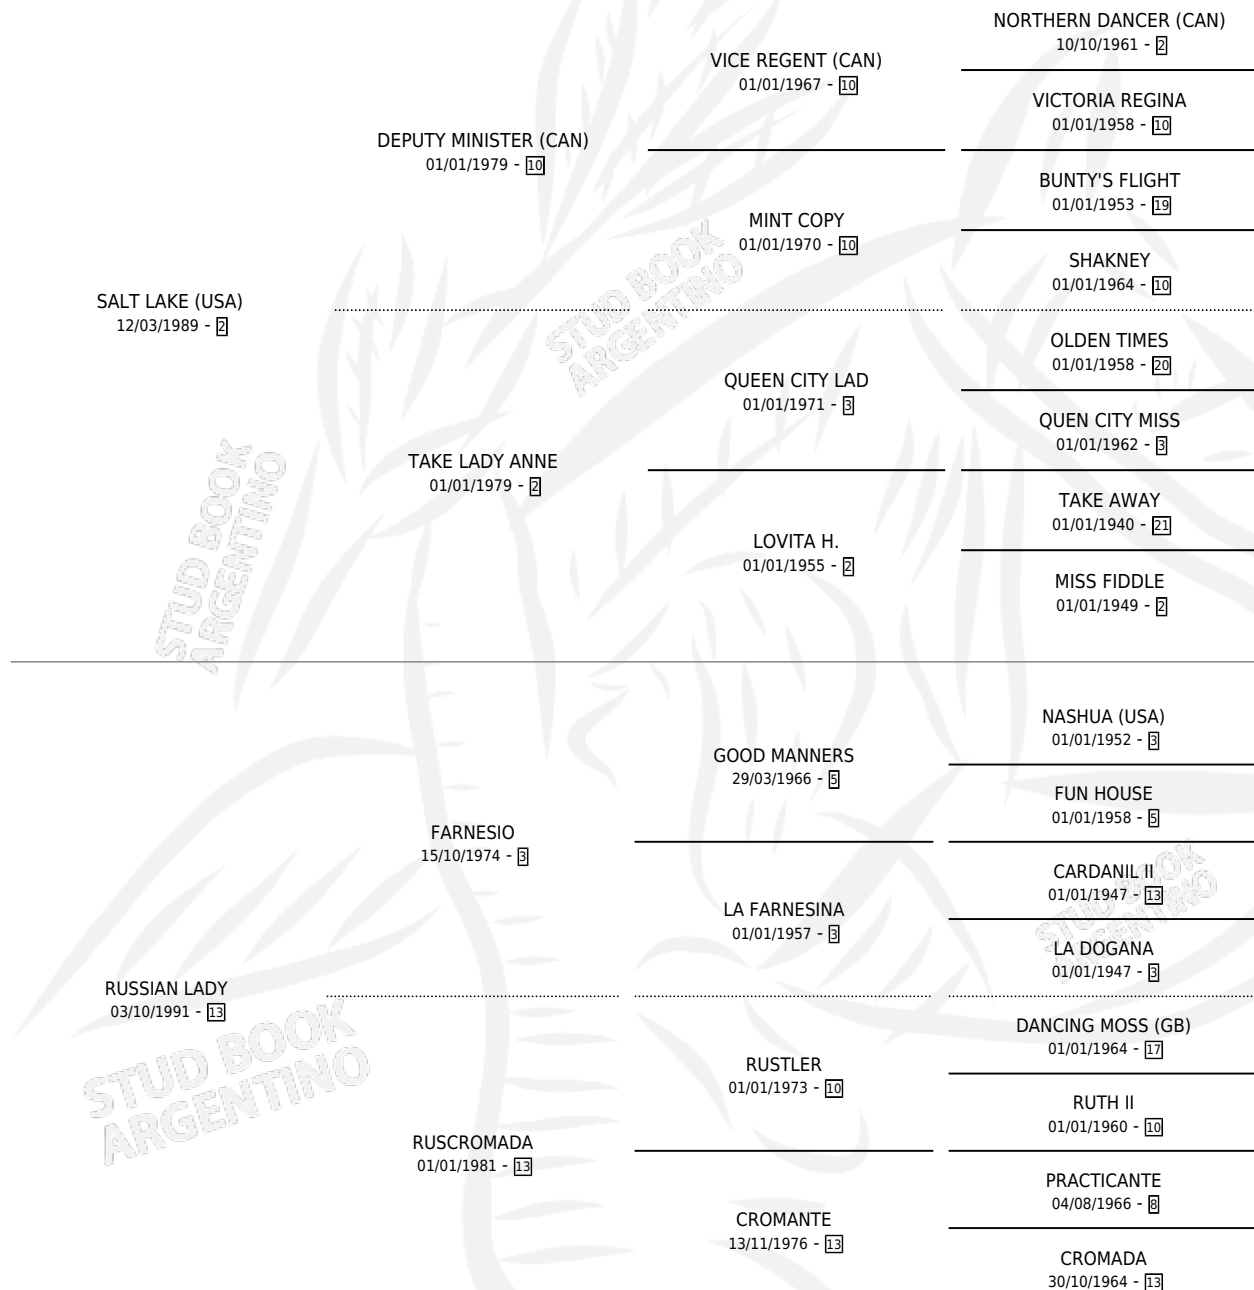 NORTHERN DANCER (CAN)
10/10/1961 - 2
VICE REGENT (CAN)
01/01/1967 - 10
VICTORIA REGINA
01/01/1958 - 10
DEPUTY MINISTER (CAN)
01/01/1979 - 10
BUNTY'S FLIGHT
01/01/1953 - 19
MINT COPY
01/01/1970 - 10
SHAKNEY
01/01/1964 - 10
SALT LAKE (USA)
12/03/1989 - 2
OLDEN TIMES
01/01/1958 - 20
QUEEN CITY LAD
01/01/1971 - 3
QUEN CITY MISS
01/01/1962 - 3
TAKE LADY ANNE
01/01/1979 - 2
TAKE AWAY
01/01/1940 - 21
LOVITA H.
01/01/1955 - 2
MISS FIDDLE
01/01/1949 - 2
STUD BOOK
ARGENTINO
STUD BOOK
ARGENTINO
NASHUA (USA)
01/01/1952 - 3
GOOD MANNERS
29/03/1966 - 5
FUN HOUSE
01/01/1958 - 5
FARNESIO
15/10/1974 - 3
CARDANIL II
01/01/1947 - 13
LA FARNESINA
01/01/1957 - 3
LA DOGANA
01/01/1947 - 3
RUSSIAN LADY
03/10/1991 - 13
DANCING MOSS (GB)
01/01/1964 - 17
RUSTLER
01/01/1973 - 10
RUTH II
01/01/1960 - 10
RUSCROMADA
01/01/1981 - 13
PRACTICANTE
04/08/1966 - 8
CROMANTE
13/11/1976 - 13
CROMADA
30/10/1964 - 13
STUD BOOK
ARGENTINO
STUD BOOK
ARGENTINO